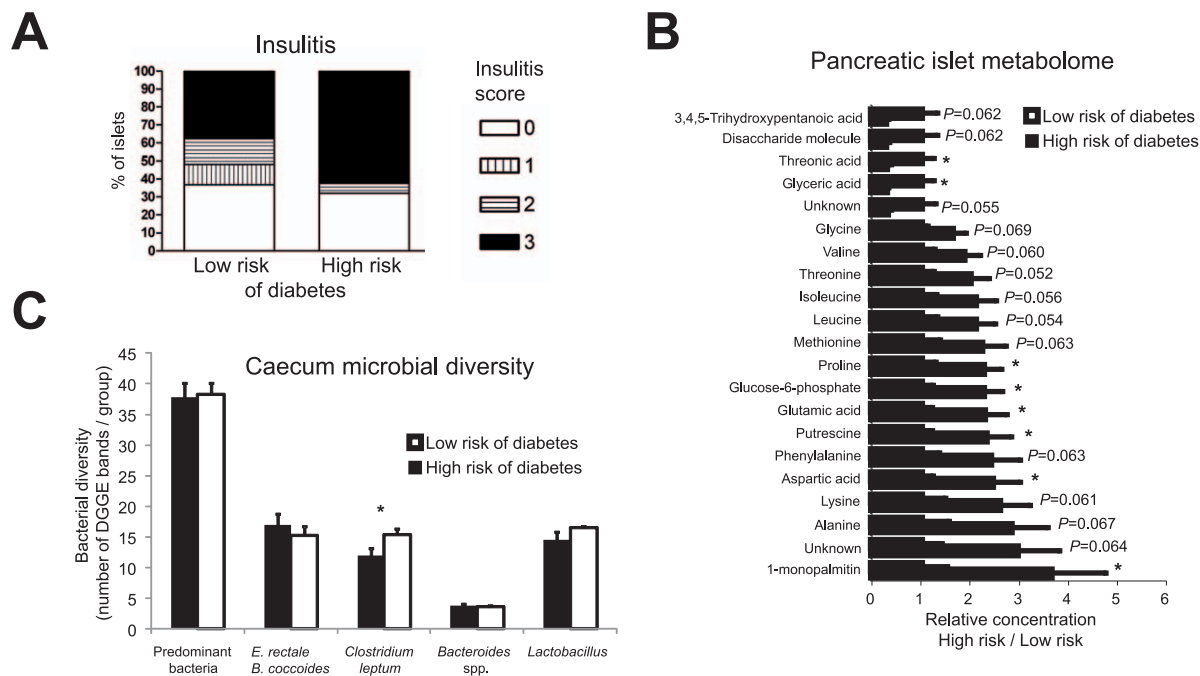 A
Insulitis
% of islets
100
90
80
70
60
50
40
30
20
10
0
Low risk
High risk
of diabetes
Insulitis
score
0
1
2
3
B
Pancreatic islet metabolome
Low risk of diabetes
High risk of diabetes
3,4,5-Trihydroxypentanoic acid P=0.062
Disaccharide molecule P=0.062
Threonic acid *
Glyceric acid *
Unknown P=0.055
Glycine P=0.069
Valine P=0.060
Threonine P=0.052
Isoleucine P=0.056
Leucine P=0.054
Methionine P=0.063
Proline *
Glucose-6-phosphate *
Glutamic acid *
Putrescine *
Phenylalanine P=0.063
Aspartic acid *
Lysine P=0.061
Alanine P=0.067
Unknown P=0.064
1-monopalmitin *
0 1 2 3 4 5 6
Relative concentration
High risk / Low risk
C
Caecum microbial diversity
Bacterial diversity
(number of DGGE bands / group)
45
40
35
30
25
20
15
10
5
0
Low risk of diabetes
High risk of diabetes
*
Predominant
bacteria
E. rectale
B. coccoides
Clostridium
leptum
Bacteroides
spp.
Lactobacillus